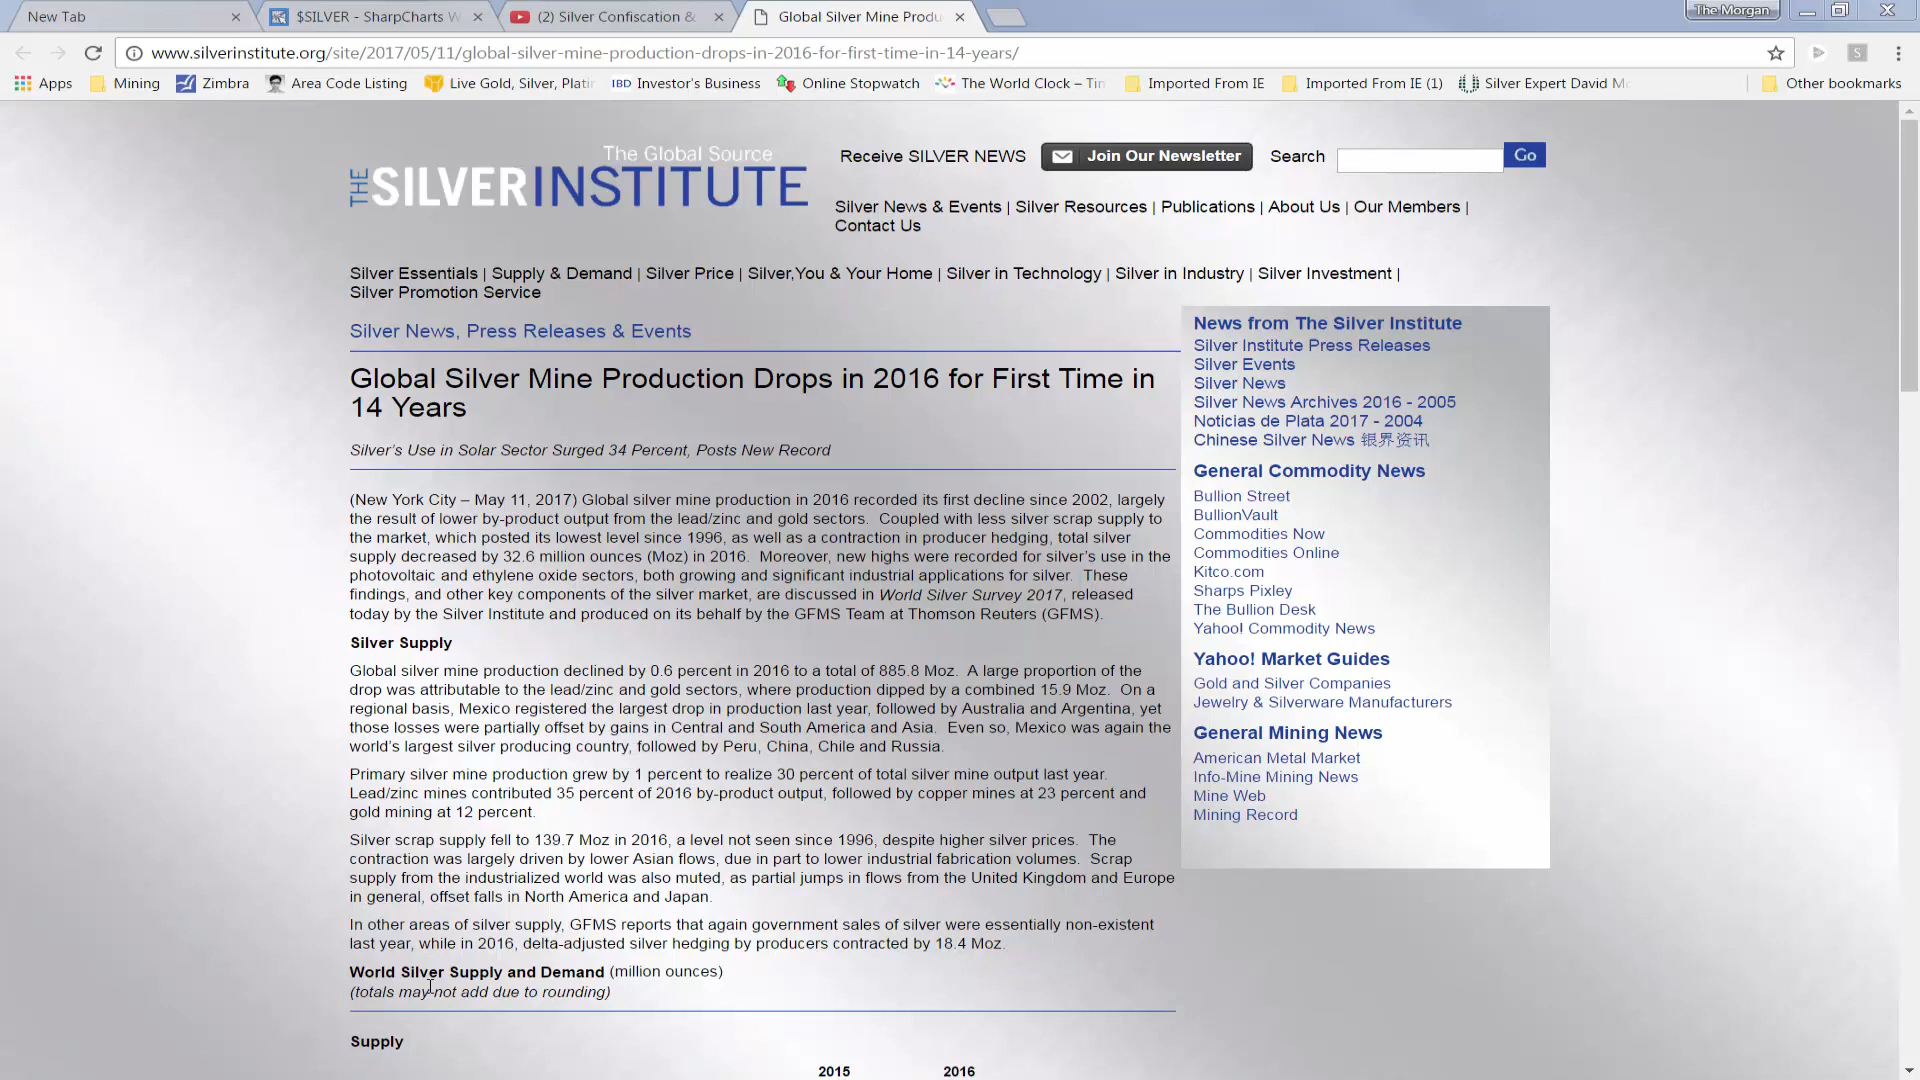 New Tab
$SILVER - SharpCharts W
(2) Silver Confiscation &
Global Silver Mine Produ
The Morgan
www.silverinstitute.org/site/2017/05/11/global-silver-mine-production-drops-in-2016-for-first-time-in-14-years/
S
Apps
Mining
Zimbra
Area Code Listing
Live Gold, Silver, Plati
IBD Investor's Business
Online Stopwatch
The World Clock – Tin
Imported From IE
Imported From IE (1)
Silver Expert David Mo
Other bookmarks
The Global Source
THE SILVERINSTITUTE
Receive SILVER NEWS
Join Our Newsletter
Search
Go
Silver News & Events | Silver Resources | Publications | About Us | Our Members |
Contact Us
Silver Essentials | Supply & Demand | Silver Price | Silver,You & Your Home | Silver in Technology | Silver in Industry | Silver Investment |
Silver Promotion Service
Silver News, Press Releases & Events
Global Silver Mine Production Drops in 2016 for First Time in
14 Years
Silver's Use in Solar Sector Surged 34 Percent, Posts New Record
(New York City – May 11, 2017) Global silver mine production in 2016 recorded its first decline since 2002, largely
the result of lower by-product output from the lead/zinc and gold sectors.  Coupled with less silver scrap supply to
the market, which posted its lowest level since 1996, as well as a contraction in producer hedging, total silver
supply decreased by 32.6 million ounces (Moz) in 2016.  Moreover, new highs were recorded for silver's use in the
photovoltaic and ethylene oxide sectors, both growing and significant industrial applications for silver.  These
findings, and other key components of the silver market, are discussed in World Silver Survey 2017, released
today by the Silver Institute and produced on its behalf by the GFMS Team at Thomson Reuters (GFMS).
Silver Supply
Global silver mine production declined by 0.6 percent in 2016 to a total of 885.8 Moz.  A large proportion of the
drop was attributable to the lead/zinc and gold sectors, where production dipped by a combined 15.9 Moz.  On a
regional basis, Mexico registered the largest drop in production last year, followed by Australia and Argentina, yet
those losses were partially offset by gains in Central and South America and Asia.  Even so, Mexico was again the
world's largest silver producing country, followed by Peru, China, Chile and Russia.
Primary silver mine production grew by 1 percent to realize 30 percent of total silver mine output last year.
Lead/zinc mines contributed 35 percent of 2016 by-product output, followed by copper mines at 23 percent and
gold mining at 12 percent.
Silver scrap supply fell to 139.7 Moz in 2016, a level not seen since 1996, despite higher silver prices.  The
contraction was largely driven by lower Asian flows, due in part to lower industrial fabrication volumes.  Scrap
supply from the industrialized world was also muted, as partial jumps in flows from the United Kingdom and Europe
in general, offset falls in North America and Japan.
In other areas of silver supply, GFMS reports that again government sales of silver were essentially non-existent
last year, while in 2016, delta-adjusted silver hedging by producers contracted by 18.4 Moz.
World Silver Supply and Demand (million ounces)
(totals may not add due to rounding)
Supply
2015 2016
News from The Silver Institute
Silver Institute Press Releases
Silver Events
Silver News
Silver News Archives 2016 - 2005
Noticias de Plata 2017 - 2004
Chinese Silver News 银界资讯
General Commodity News
Bullion Street
BullionVault
Commodities Now
Commodities Online
Kitco.com
Sharps Pixley
The Bullion Desk
Yahoo! Commodity News
Yahoo! Market Guides
Gold and Silver Companies
Jewelry & Silverware Manufacturers
General Mining News
American Metal Market
Info-Mine Mining News
Mine Web
Mining Record